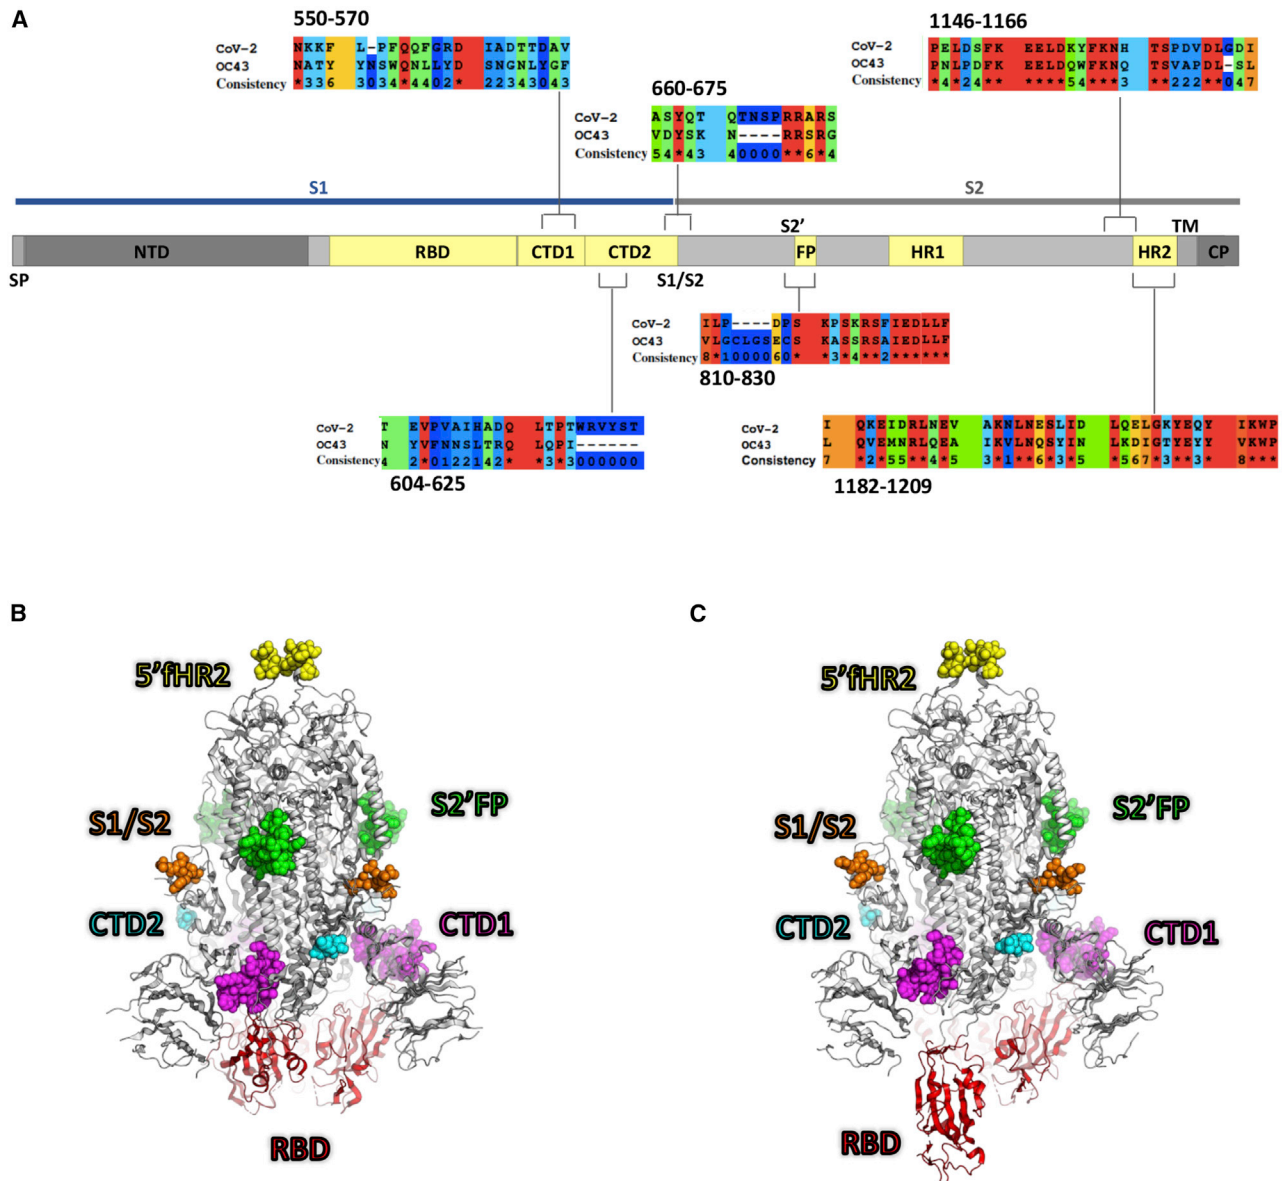 A
550-570
CoV-2 NKKF L-PFQQFGRD IADTTDAV
OC43 NATY YNSWQNLLYD SNGNLYGF
Consistency *336 3034*4402* 22343043
1146-1166
CoV-2 PELDSFK EELDKYFKNH TSPDVDLGDI
OC43 PNLPDFK EELDQWFKNQ TSVAPDL-SL
Consistency *4*24** ****54***3 **222**047
660-675
CoV-2 ASYQT QTNSPRRARS
OC43 VDYSK N----RRSRG
Consistency 54*43 40000**6*4
S1
S2
S2'
TM
NTD
RBD
CTD1
CTD2
FP
HR1
HR2
CP
SP
S1/S2
CoV-2 ILP----DPS KPSKRSFIEDLLF
OC43 VLGCLGSECS KASSRSAIEDLLF
Consistency 8*1000060* *3*4**2******
810-830
CoV-2 T EVPVAIHADQ LTPTWRVYST
OC43 N YVFNNSLTRQ LQPI------
Consistency 4 2*0122142* *3*3000000
604-625
CoV-2 I QKEIDRLNEV AKNLNESLID LQELGKYEQY IKWP
OC43 L QVEMNRLQEA IKVLNQSYIN LKDIGTYEYY VKWP
Consistency 7 *2*55**4*5 3*1**6*3*5 *567*3**3* 8***
1182-1209
B
5'fHR2
S2'FP
S1/S2
CTD2
CTD1
RBD
C
5'fHR2
S2'FP
S1/S2
CTD2
CTD1
RBD